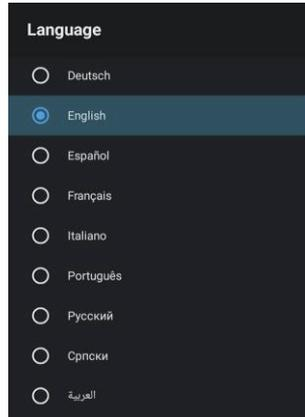 Language
Deutsch
English
Español
Français
Italiano
Português
Русский
Српски
العربية